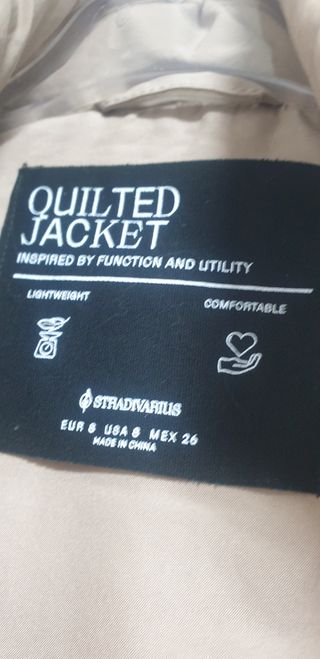 QUILTED
JACKET
INSPIRED BY FUNCTION AND UTILITY
LIGHTWEIGHT
COMFORTABLE
STRADIVARIUS
EUR S USA S MEX 26
MADE IN CHINA